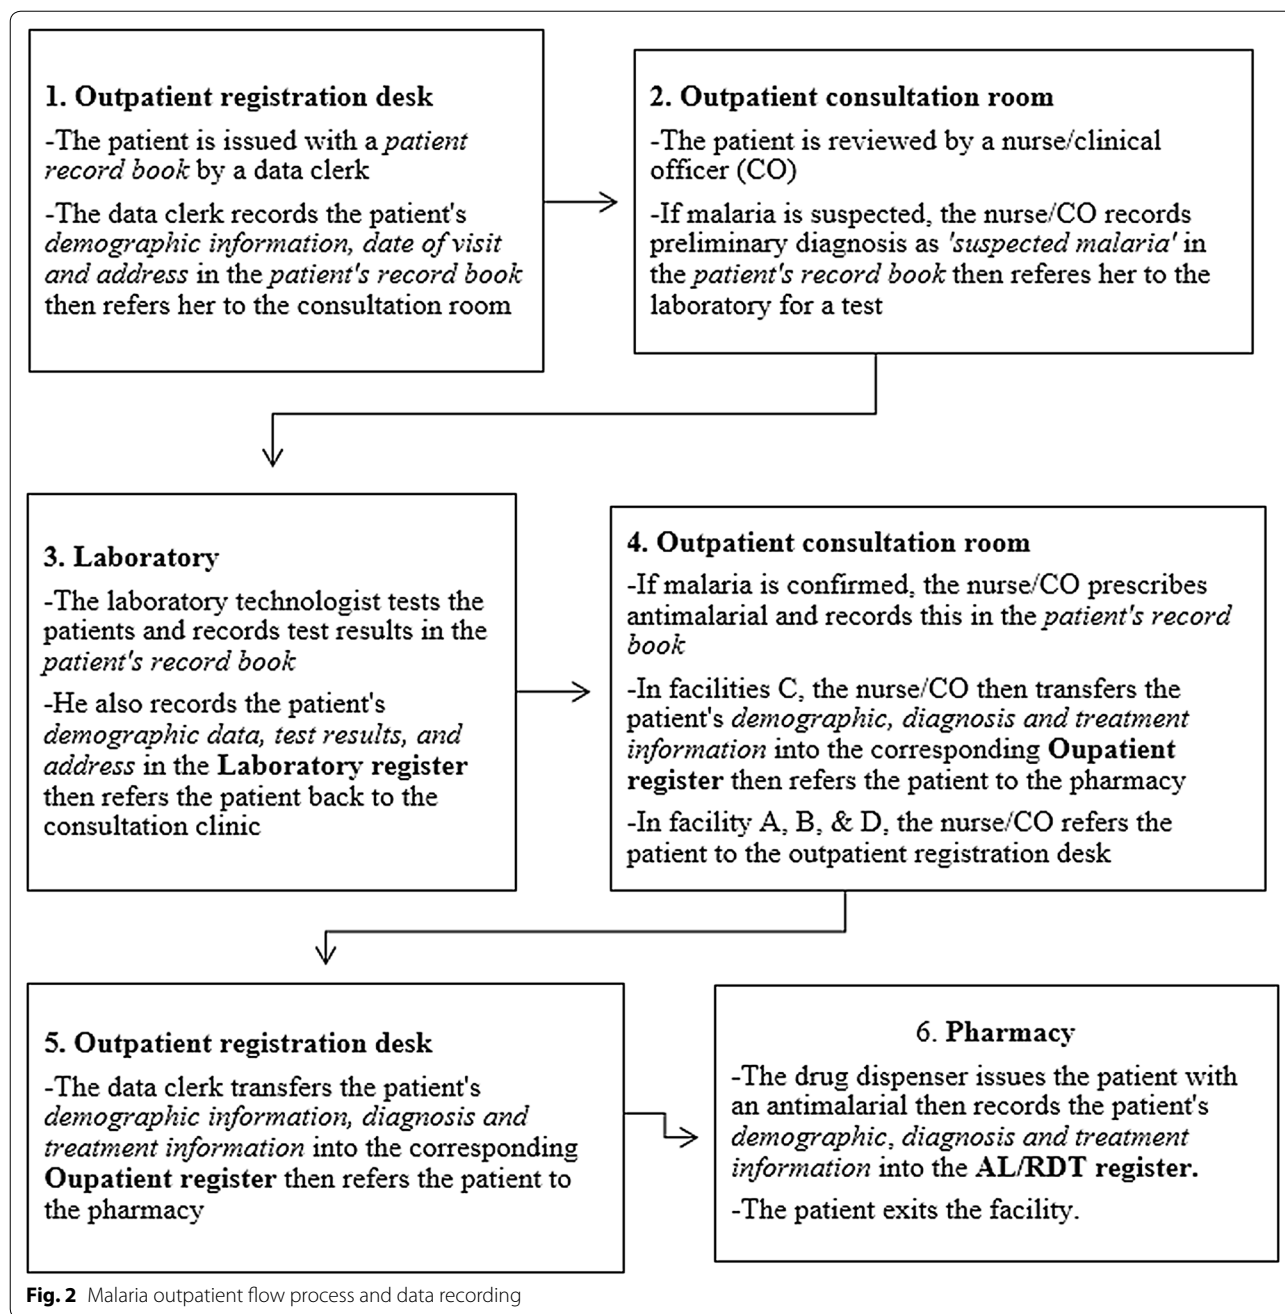 1. Outpatient registration desk
-The patient is issued with a patient
record book by a data clerk
-The data clerk records the patient's
demographic information, date of visit
and address in the patient's record book
then refers her to the consultation room
2. Outpatient consultation room
-The patient is reviewed by a nurse/clinical
officer (CO)
-If malaria is suspected, the nurse/CO records
preliminary diagnosis as 'suspected malaria' in
the patient's record book then referes her to the
laboratory for a test
3. Laboratory
-The laboratory technologist tests the
patients and records test results in the
patient's record book
-He also records the patient's
demographic data, test results, and
address in the Laboratory register
then refers the patient back to the
consultation clinic
4. Outpatient consultation room
-If malaria is confirmed, the nurse/CO prescribes
antimalarial and records this in the patient's record
book
-In facilities C, the nurse/CO then transfers the
patient's demographic, diagnosis and treatment
information into the corresponding Oupatient
register then refers the patient to the pharmacy
-In facility A, B, & D, the nurse/CO refers the
patient to the outpatient registration desk
5. Outpatient registration desk
-The data clerk transfers the patient's
demographic information, diagnosis and
treatment information into the corresponding
Oupatient register then refers the patient to
the pharmacy
6. Pharmacy
-The drug dispenser issues the patient with
an antimalarial then records the patient's
demographic, diagnosis and treatment
information into the AL/RDT register.
-The patient exits the facility.
Fig. 2 Malaria outpatient flow process and data recording